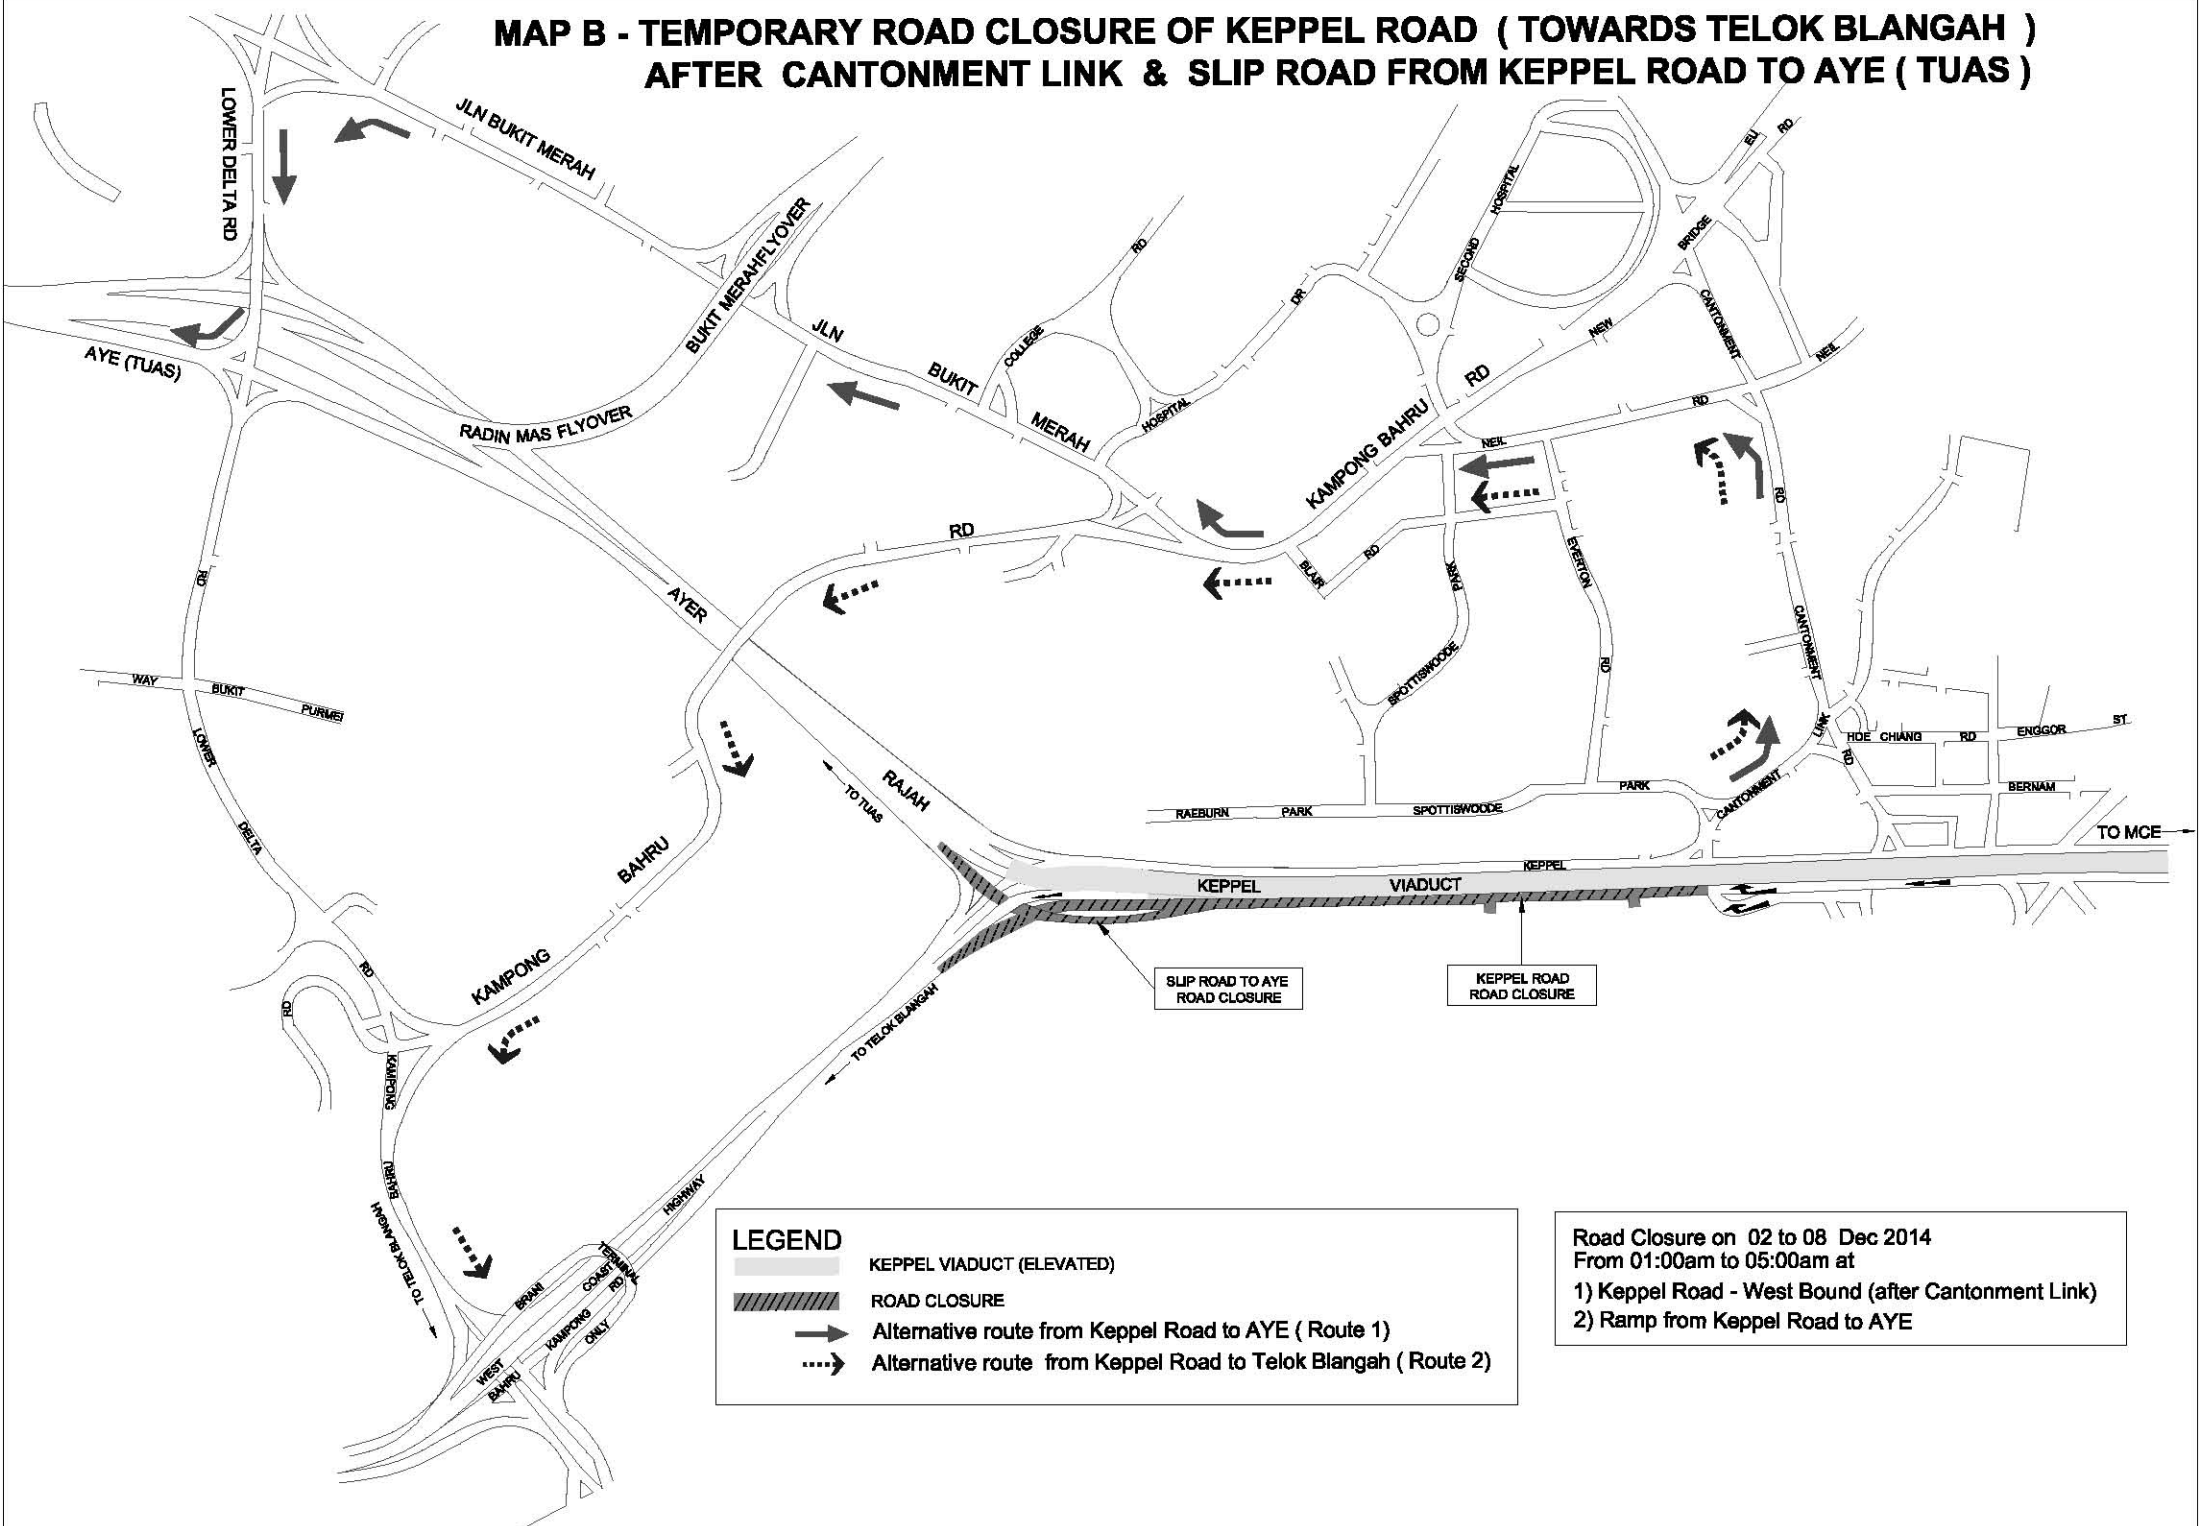 MAP B - TEMPORARY ROAD CLOSURE OF KEPPEL ROAD ( TOWARDS TELOK BLANGAH )
AFTER CANTONMENT LINK & SLIP ROAD FROM KEPPEL ROAD TO AYE ( TUAS )
LOWER DELTA RD
JLN BUKIT MERAH
BUKIT MERAHFLYOVER
EU
RD
HOSPITAL
SECOND
BRIDGE
RD
COLLEGE
DR
HOSPITAL
CANTONMENT
NEW
NEIL
RD
NEIL
AYE (TUAS)
RADIN MAS FLYOVER
JLN
BUKIT
MERAH
KAMPONG BAHRU
RD
RD
RD
BLAIR
RD
PARK
SPOTTISWOODE
EVERTON
RD
CANTONMENT
LINK
CANTONMENT
RD
HOE CHIANG
RD
ENGGOR
ST
BERNAM
RD
AYER
RAJAH
WAY
BUKIT
PURMEI
LOWER
DELTA
RD
TO TUAS
RAEBURN
PARK
SPOTTISWOODE
PARK
TO MCE
KEPPEL
KEPPEL
VIADUCT
BAHRU
KAMPONG
RD
SLIP ROAD TO AYE
ROAD CLOSURE
KEPPEL ROAD
ROAD CLOSURE
TO TELOK BLANGAH
KAMPONG
BAHRU
TO TELOK BLANGAH
HIGHWAY
TERMINAL
COAST
RD
BRANI
KAMPONG
ONLY
WEST
BAHRU
LEGEND
KEPPEL VIADUCT (ELEVATED)
ROAD CLOSURE
Alternative route from Keppel Road to AYE ( Route 1)
Alternative route from Keppel Road to Telok Blangah ( Route 2)
Road Closure on 02 to 08 Dec 2014
From 01:00am to 05:00am at
1) Keppel Road - West Bound (after Cantonment Link)
2) Ramp from Keppel Road to AYE